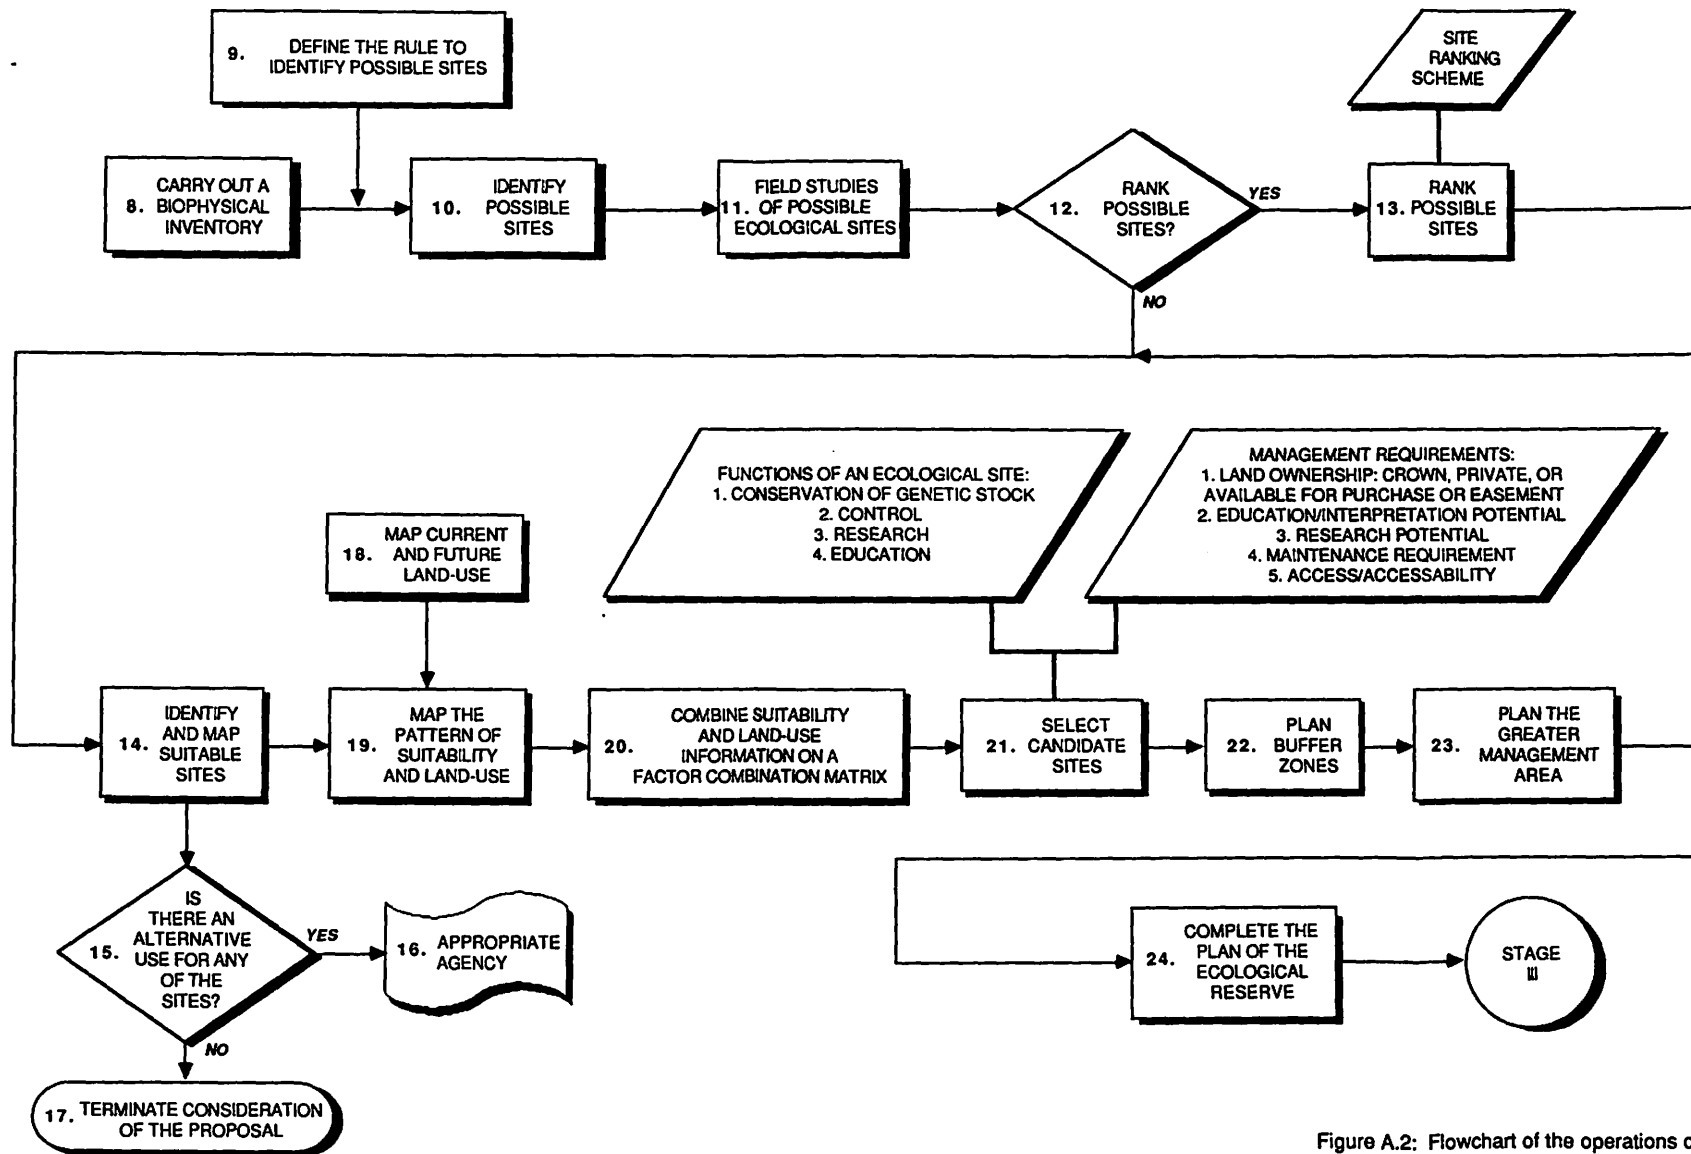 9. DEFINE THE RULE TO
IDENTIFY POSSIBLE SITES
SITE
RANKING
SCHEME
8. CARRY OUT A
BIOPHYSICAL
INVENTORY
10. IDENTIFY
POSSIBLE
SITES
11. FIELD STUDIES
OF POSSIBLE
ECOLOGICAL SITES
12. RANK
POSSIBLE
SITES?
YES
NO
13. RANK
POSSIBLE
SITES
FUNCTIONS OF AN ECOLOGICAL SITE:
1. CONSERVATION OF GENETIC STOCK
2. CONTROL
3. RESEARCH
4. EDUCATION
MANAGEMENT REQUIREMENTS:
1. LAND OWNERSHIP: CROWN, PRIVATE, OR
AVAILABLE FOR PURCHASE OR EASEMENT
2. EDUCATION/INTERPRETATION POTENTIAL
3. RESEARCH POTENTIAL
4. MAINTENANCE REQUIREMENT
5. ACCESS/ACCESSABILITY
18. MAP CURRENT
AND FUTURE
LAND-USE
14. IDENTIFY
AND MAP
SUITABLE
SITES
19. MAP THE
PATTERN OF
SUITABILITY
AND LAND-USE
20. COMBINE SUITABILITY
AND LAND-USE
INFORMATION ON A
FACTOR COMBINATION MATRIX
21. SELECT
CANDIDATE
SITES
22. PLAN
BUFFER
ZONES
23. PLAN THE
GREATER
MANAGEMENT
AREA
15. IS
THERE AN
ALTERNATIVE
USE FOR ANY
OF THE
SITES?
YES
NO
16. APPROPRIATE
AGENCY
24. COMPLETE THE
PLAN OF THE
ECOLOGICAL
RESERVE
STAGE
III
17. TERMINATE CONSIDERATION
OF THE PROPOSAL
Figure A.2: Flowchart of the operations